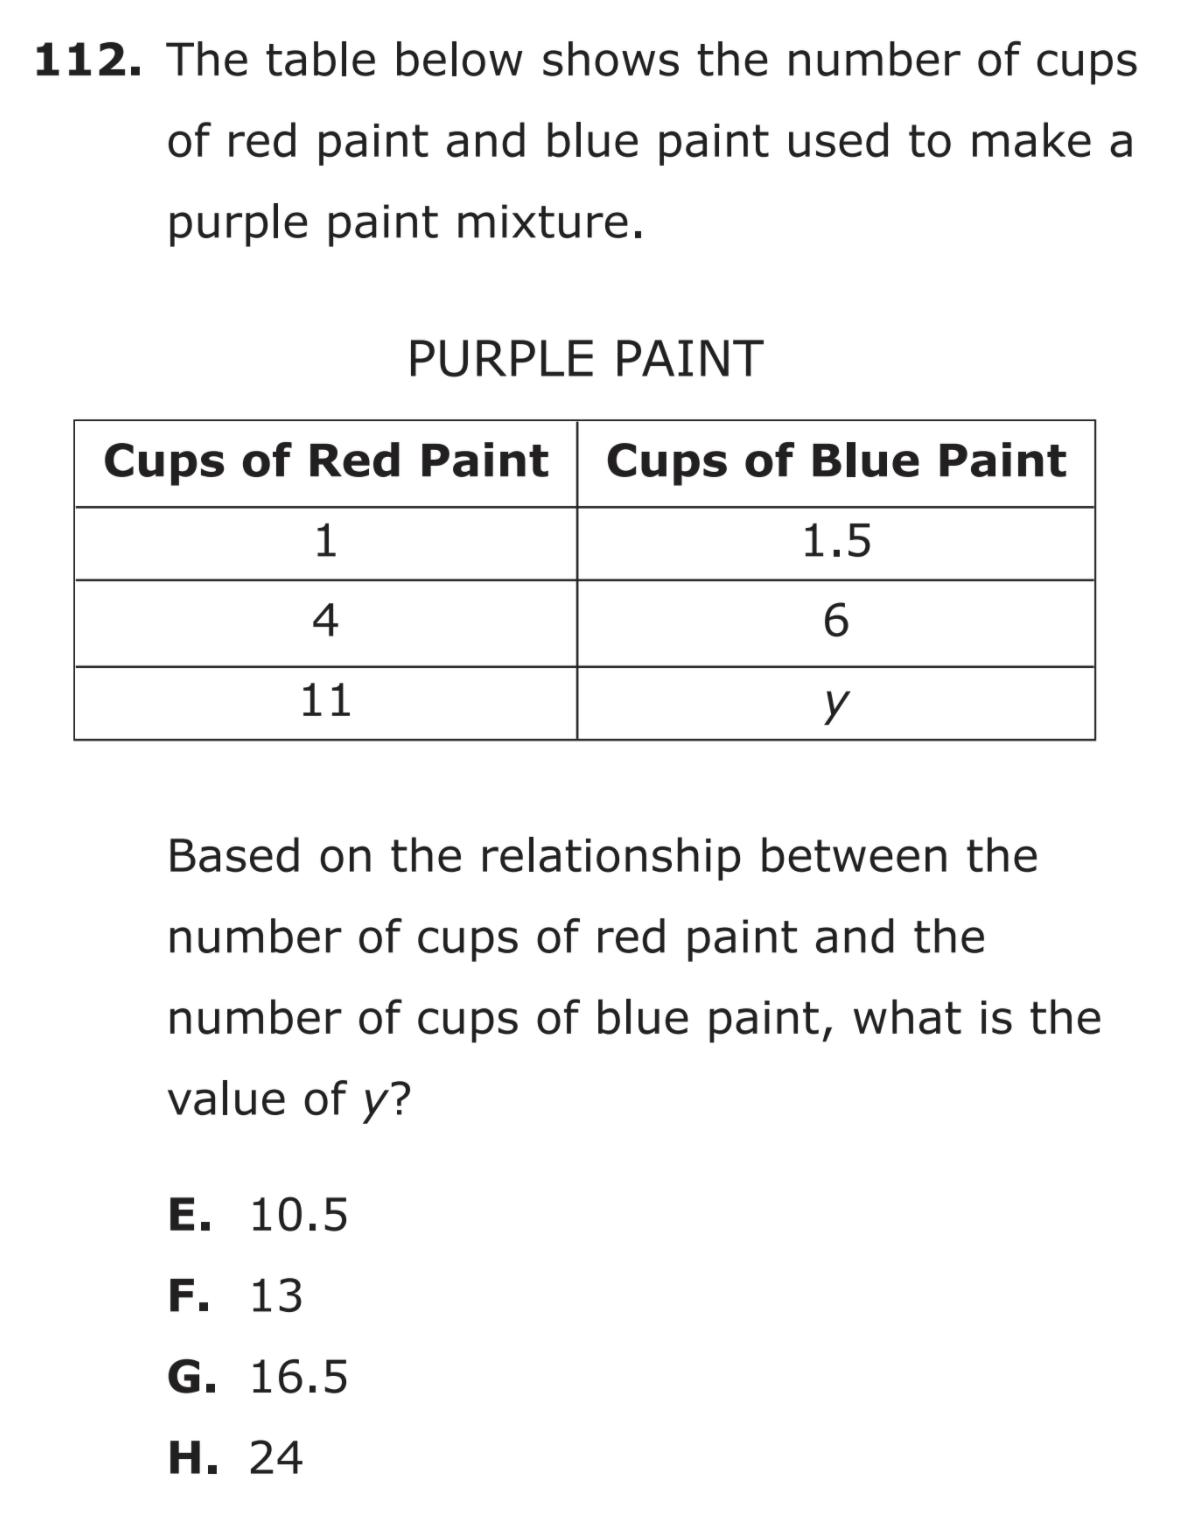 112. The table below shows the number of cups
of red paint and blue paint used to make a
purple paint mixture.
PURPLE PAINT
Cups of Red Paint Cups of Blue Paint
1 1.5
4 6
11 y
Based on the relationship between the
number of cups of red paint and the
number of cups of blue paint, what is the
value of y?
E. 10.5
F. 13
G. 16.5
H. 24